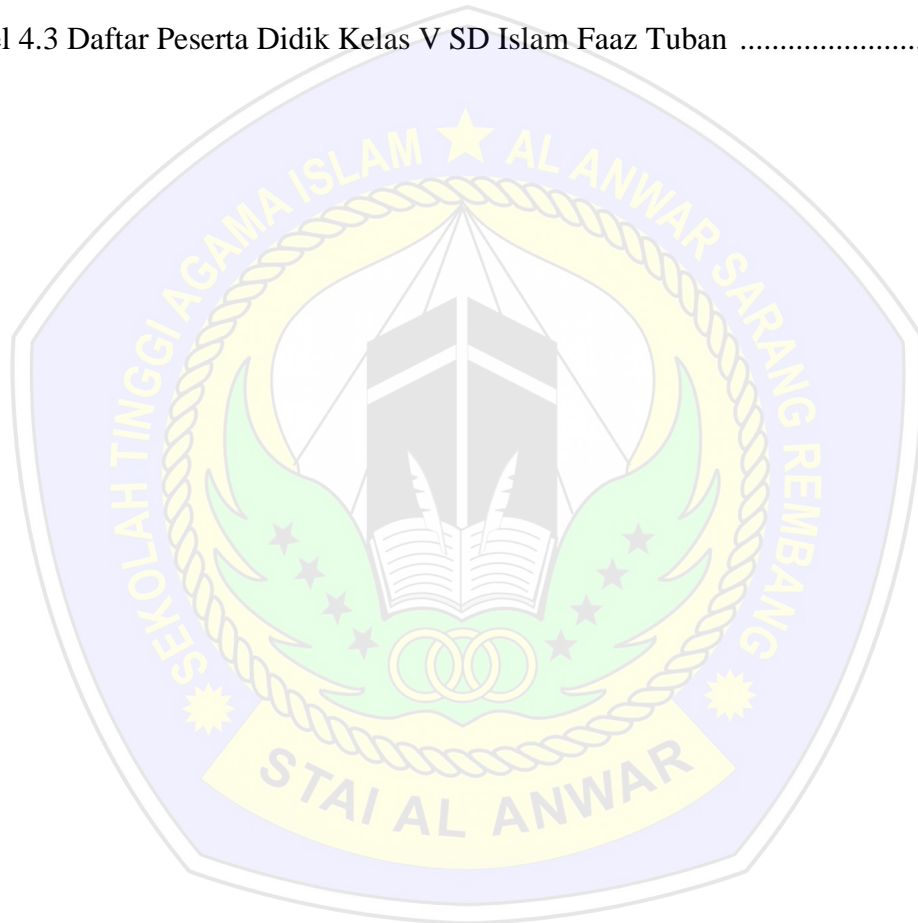 el 4.3 Daftar Peserta Didik Kelas V SD Islam Faaz Tuban .......................
SEKOLAH TINGGI AGAMA ISLAM ★ AL ANWAR SARANG REMBANG
STAI AL ANWAR